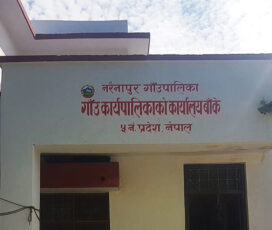 नरैनापुर गाँउपालिका
गाँउ कार्यपालिकाको कार्यालय बाँके
५ नं. प्रदेश, नेपाल